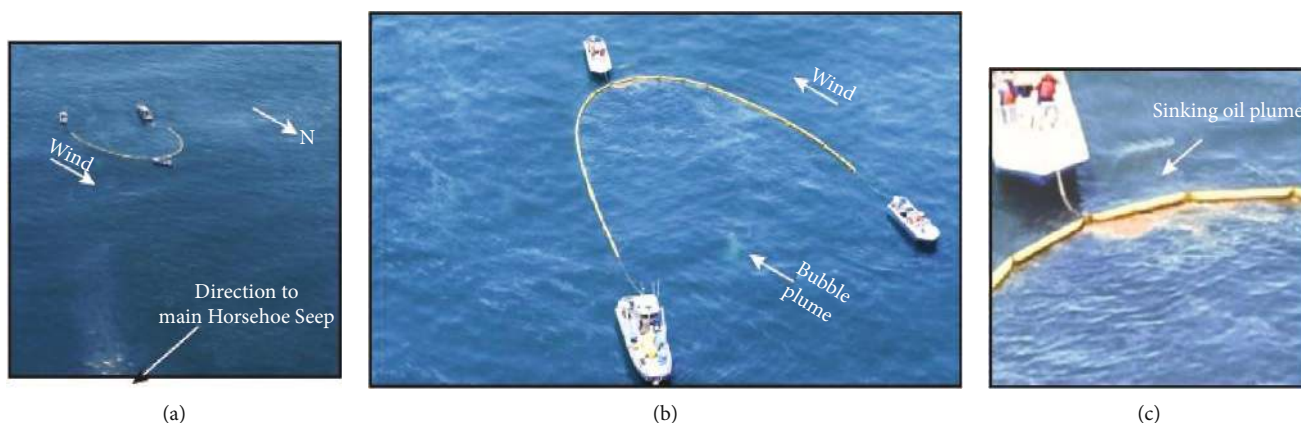 Wind
N
Direction to
main Horsehoe Seep
(a)
Wind
Bubble
plume
(b)
Sinking oil plume
(c)